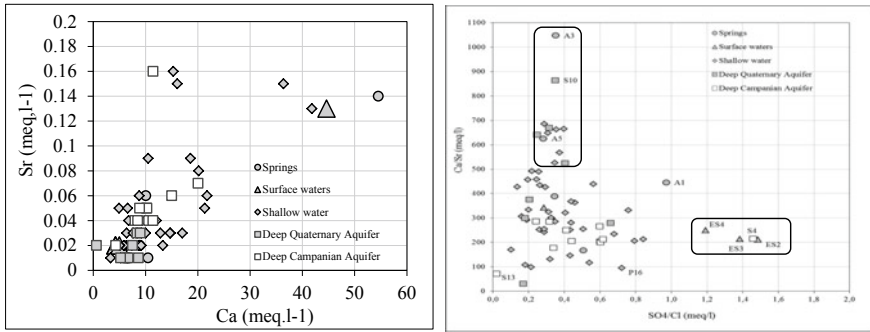 Sr (meq,l-1)
0.2
0.18
0.16
0.14
0.12
0.1
0.08
0.06
0.04
0.02
0
0 10 20 30 40 50 60
Ca (meq.l-1)
Springs
Surface waters
Shallow water
Deep Quaternary Aquifer
Deep Campanian Aquifer
Ca/Sr (meq/l)
1100
1000
900
800
700
600
500
400
300
200
100
0
0,0 0,2 0,4 0,6 0,8 1,0 1,2 1,4 1,6 1,8 2,0
SO4/Cl (meq/l)
Springs
Surface waters
Shallow water
Deep Quaternary Aquifer
Deep Campanian Aquifer
A3
S10
A5
A1
ES4
S4
ES3
ES2
S13
P16